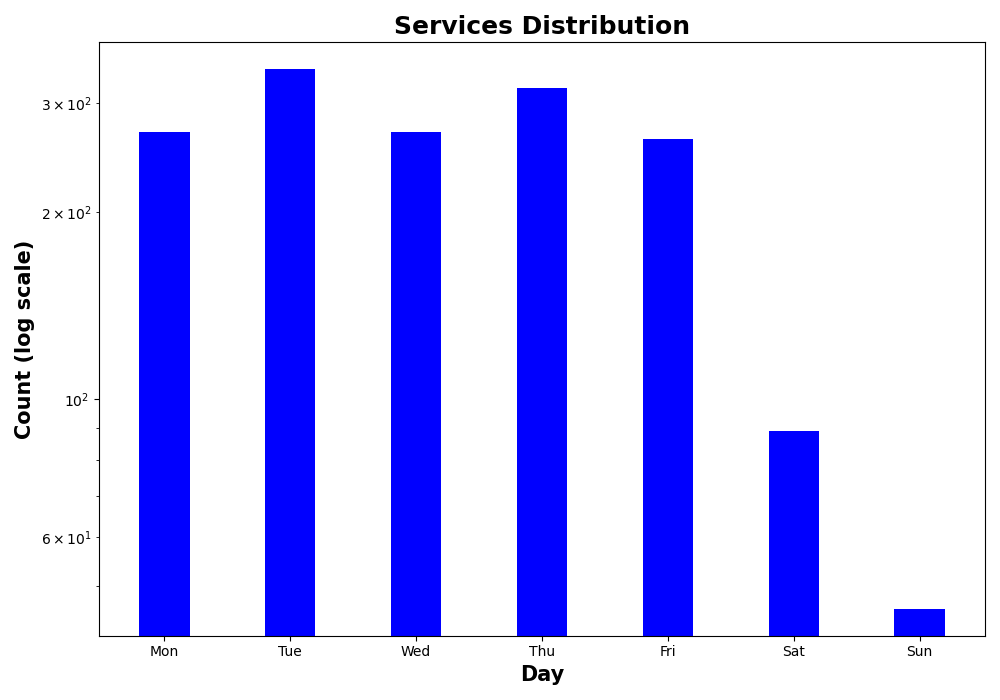 Services Distribution
Count (log scale)
3 × 10²
2 × 10²
10²
6 × 10¹
Mon Tue Wed Thu Fri Sat Sun
Day